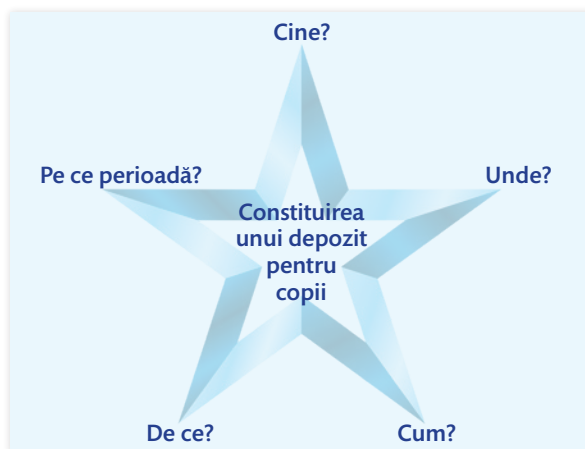 Cine?
Pe ce perioadă?
Unde?
Constituirea
unui depozit
pentru
copii
De ce?
Cum?